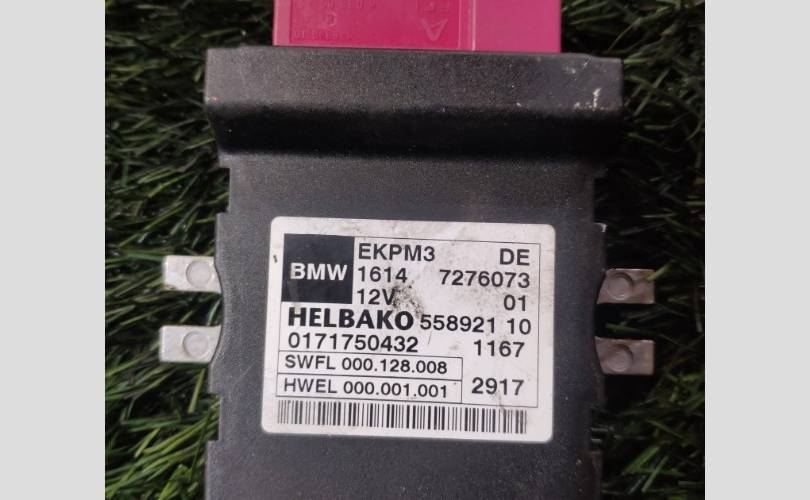 EKPM3 DE
BMW 1614 7276073
12V 01
HELBAKO 558921 10
0171750432 1167
SWFL 000.128.008
HWEL 000.001.001 2917